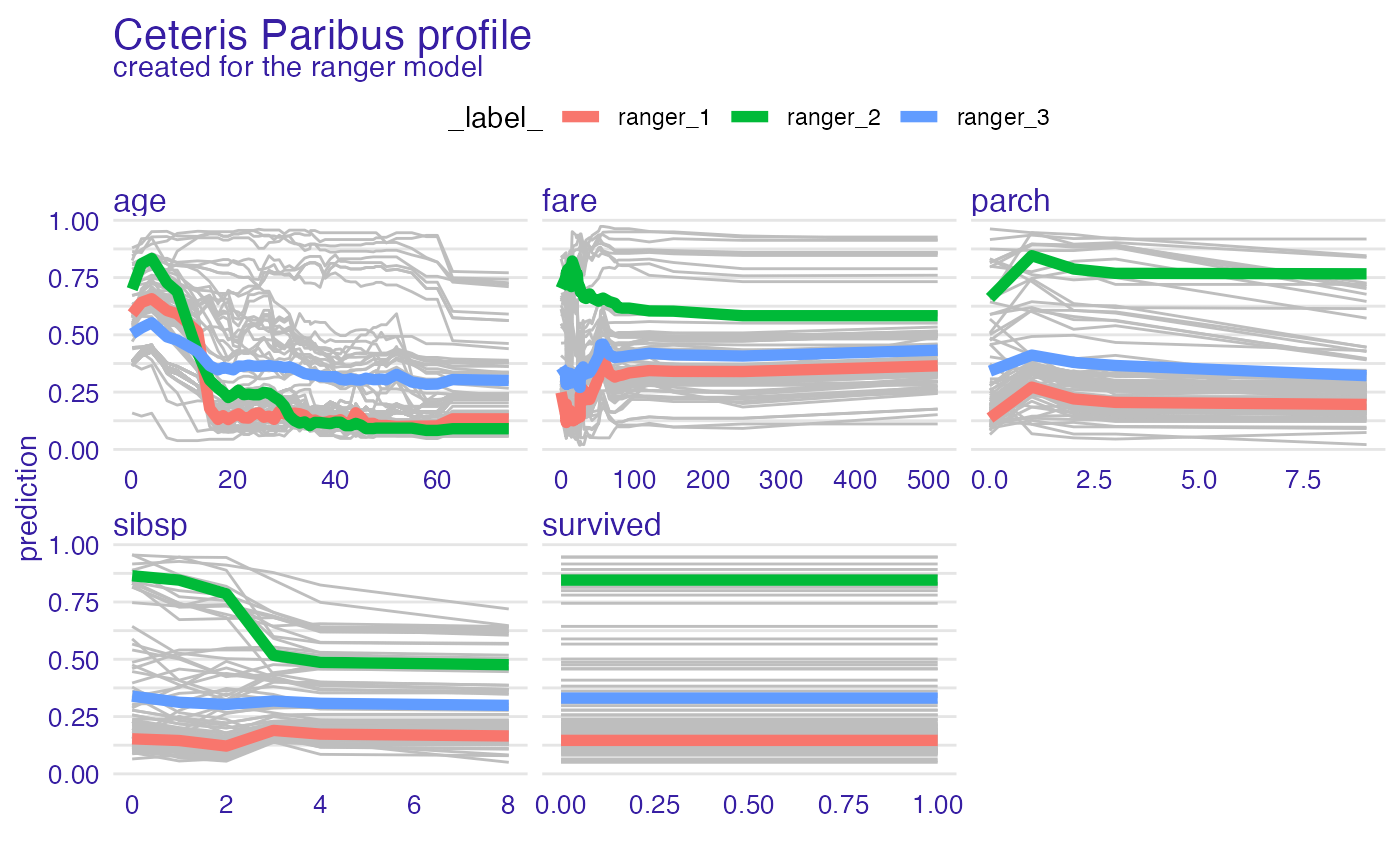 Ceteris Paribus profile
created for the ranger model
_label_ ranger_1 ranger_2 ranger_3
age fare parch
1.00
0.75
0.50
0.25
0.00
0 20 40 60 0 100 200 300 400 500 0.0 2.5 5.0 7.5
prediction
sibsp survived
1.00
0.75
0.50
0.25
0.00
0 2 4 6 8 0.00 0.25 0.50 0.75 1.00